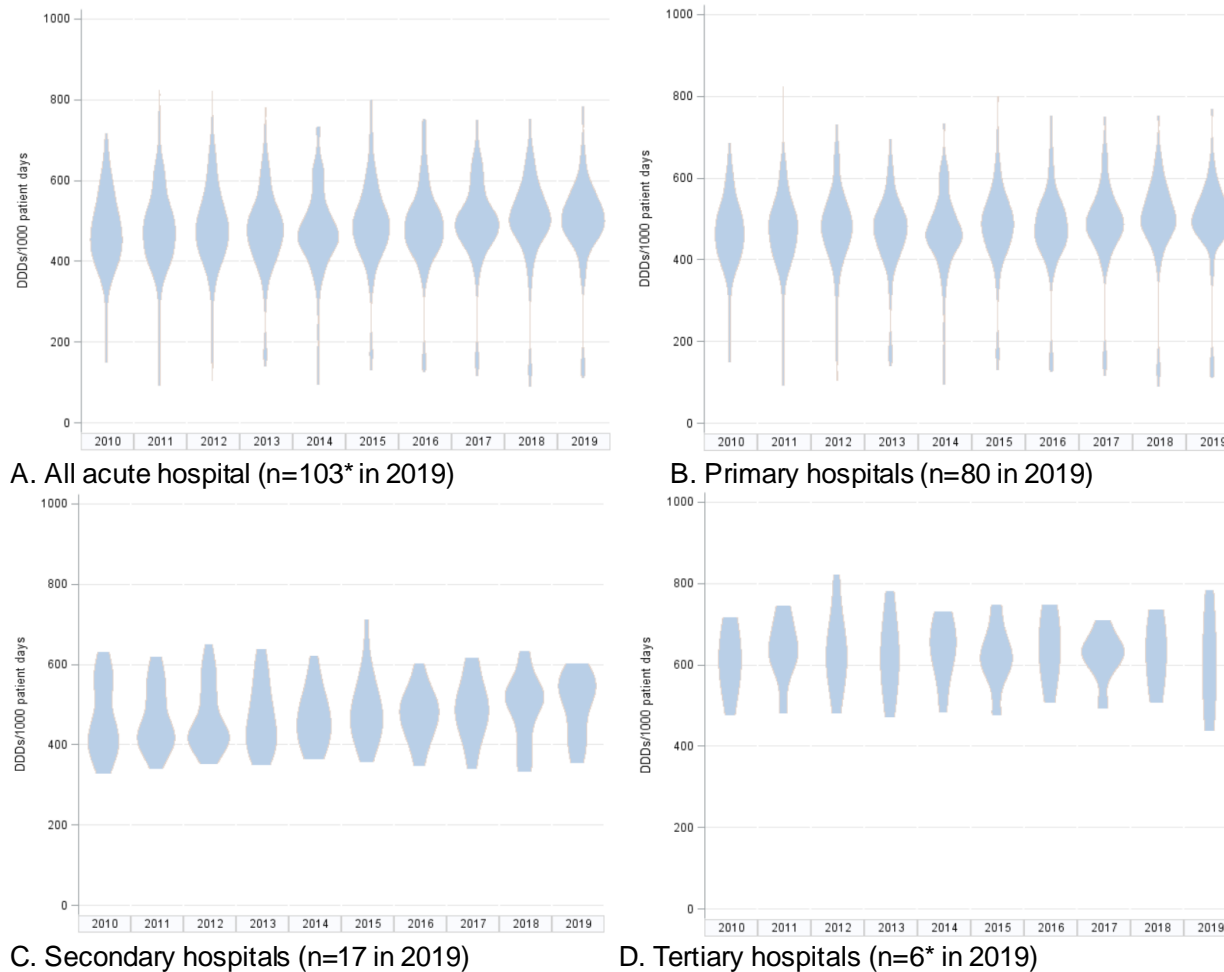 1000
800
600
400
200
0
DDDs/1000 patient days
2010 2011 2012 2013 2014 2015 2016 2017 2018 2019
A. All acute hospital (n=103* in 2019)
1000
800
600
400
200
0
DDDs/1000 patient days
2010 2011 2012 2013 2014 2015 2016 2017 2018 2019
B. Primary hospitals (n=80 in 2019)
1000
800
600
400
200
0
DDDs/1000 patient days
2010 2011 2012 2013 2014 2015 2016 2017 2018 2019
C. Secondary hospitals (n=17 in 2019)
1000
800
600
400
200
0
DDDs/1000 patient days
2010 2011 2012 2013 2014 2015 2016 2017 2018 2019
D. Tertiary hospitals (n=6* in 2019)